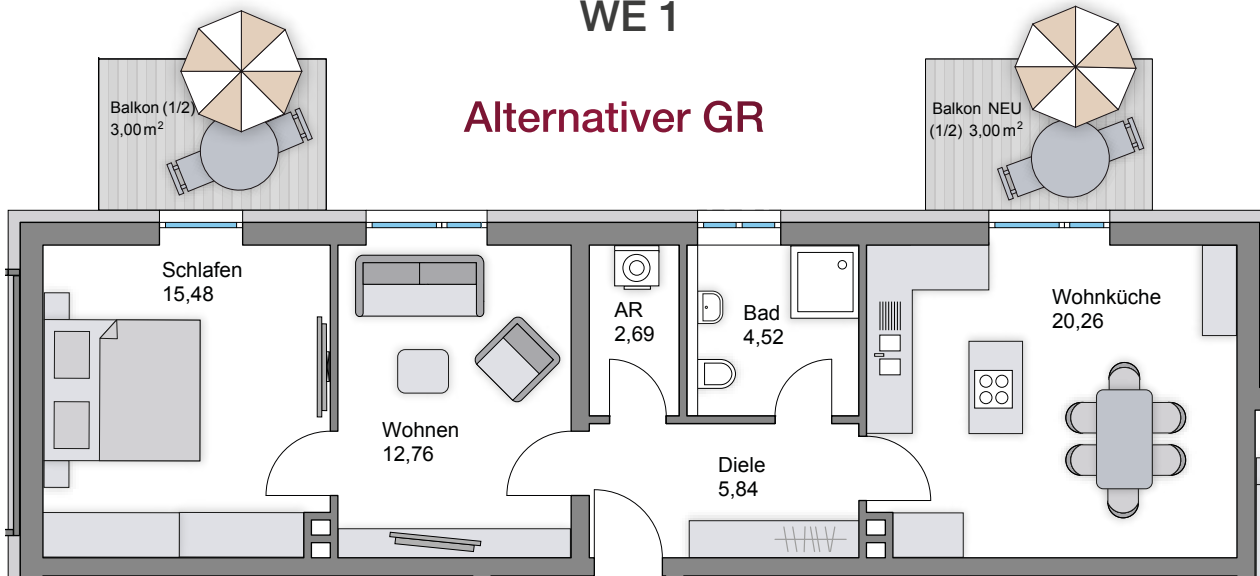 WE 1
Alternativer GR
Balkon (1/2)
3,00 m²
Balkon NEU
(1/2) 3,00 m²
Schlafen
15,48
Wohnen
12,76
AR
2,69
Bad
4,52
Diele
5,84
Wohnküche
20,26